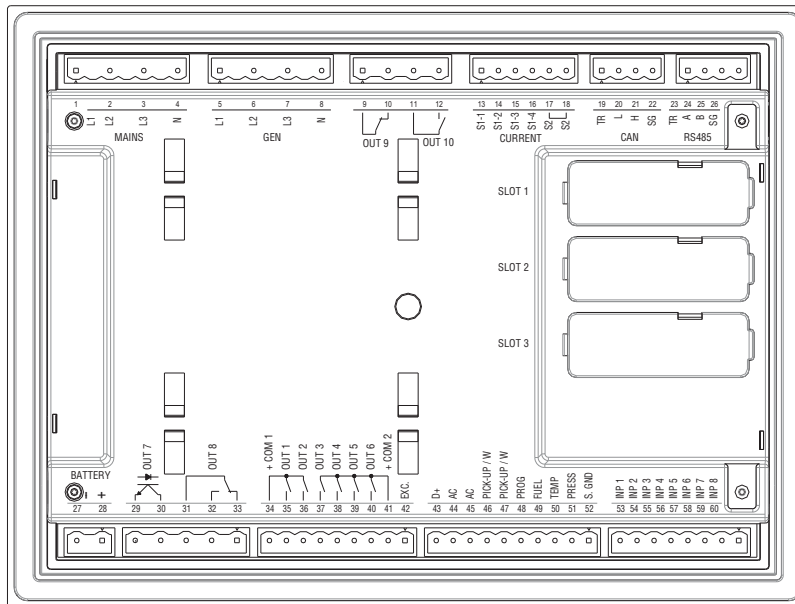 1 2 3 4 5 6 7 8 9 10 11 12 13 14 15 16 17 18 19 20 21 22 23 24 25 26
L1 L2 L3 N L1 L2 L3 N S1-1 S1-2 S1-3 S1-4 S2 S2 TR L H SG TR A B SG
MAINS GEN OUT 9 OUT 10 CURRENT CAN RS485
SLOT 1
SLOT 2
SLOT 3
BATTERY OUT 7 OUT 8 + COM 1 OUT 1 OUT 2 OUT 3 OUT 4 OUT 5 OUT 6 + COM 2 EXC. D+ AC AC PICK-UP / W PICK-UP / W PROG FUEL TEMP PRESS S. GND INP 1 INP 2 INP 3 INP 4 INP 5 INP 6 INP 7 INP 8
- +
27 28 29 30 31 32 33 34 35 36 37 38 39 40 41 42 43 44 45 46 47 48 49 50 51 52 53 54 55 56 57 58 59 60